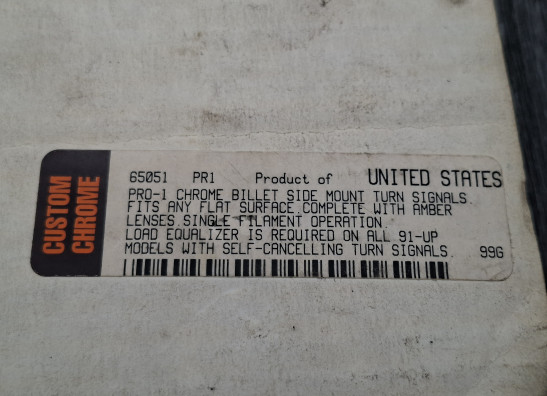 CUSTOM
CHROME
65051 PR1 Product of UNITED STATES
PRO-1 CHROME BILLET SIDE MOUNT TURN SIGNALS.
FITS ANY FLAT SURFACE.COMPLETE WITH AMBER
LENSES.SINGLE FILAMENT OPERATION.
LOAD EQUALIZER IS REQUIRED ON ALL 91-UP
MODELS WITH SELF-CANCELLING TURN SIGNALS. 99G